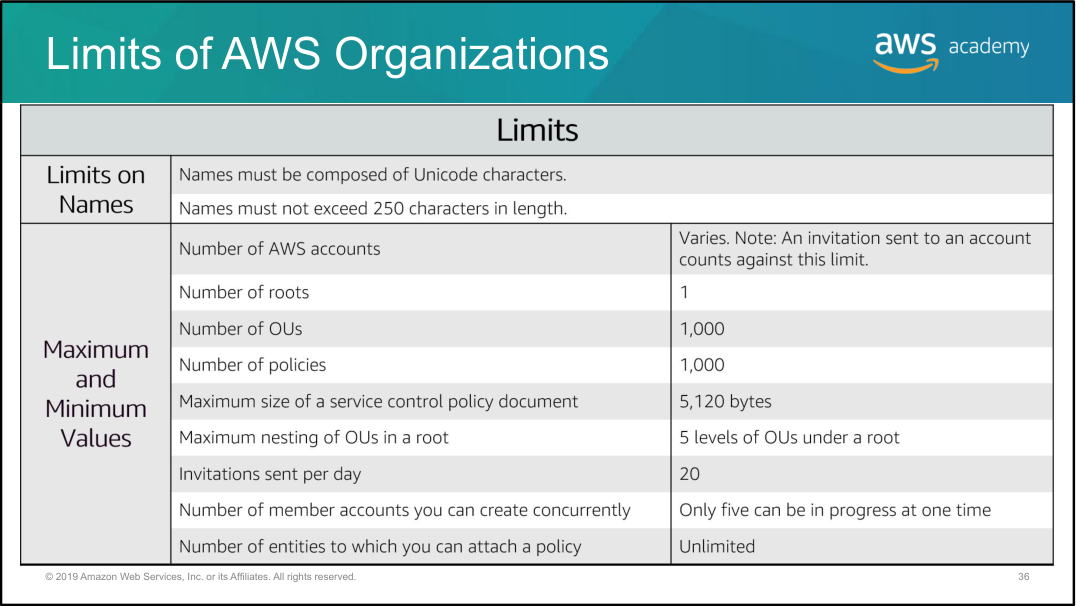 Limits of AWS Organizations
aws academy
Limits
Limits on
Names
Names must be composed of Unicode characters.
Names must not exceed 250 characters in length.
Maximum
and
Minimum
Values
Number of AWS accounts
Varies. Note: An invitation sent to an account
counts against this limit.
Number of roots
1
Number of OUs
1,000
Number of policies
1,000
Maximum size of a service control policy document
5,120 bytes
Maximum nesting of OUs in a root
5 levels of OUs under a root
Invitations sent per day
20
Number of member accounts you can create concurrently
Only five can be in progress at one time
Number of entities to which you can attach a policy
Unlimited
© 2019 Amazon Web Services, Inc. or its Affiliates. All rights reserved.
36